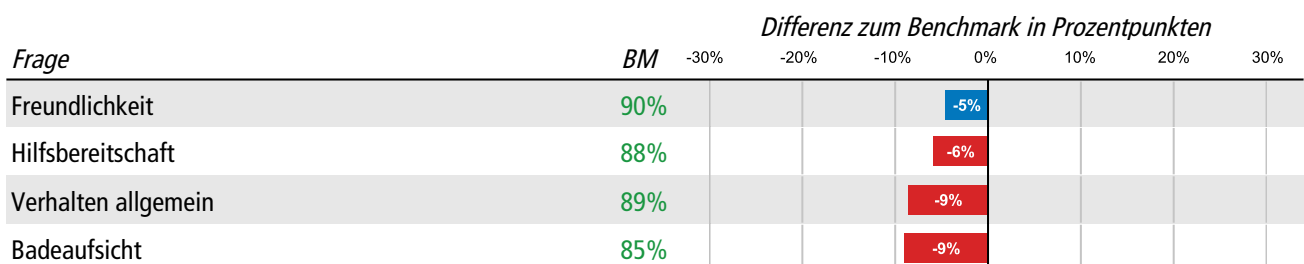 Differenz zum Benchmark in Prozentpunkten
Frage BM -30% -20% -10% 0% 10% 20% 30%
Freundlichkeit 90% -5%
Hilfsbereitschaft 88% -6%
Verhalten allgemein 89% -9%
Badeaufsicht 85% -9%